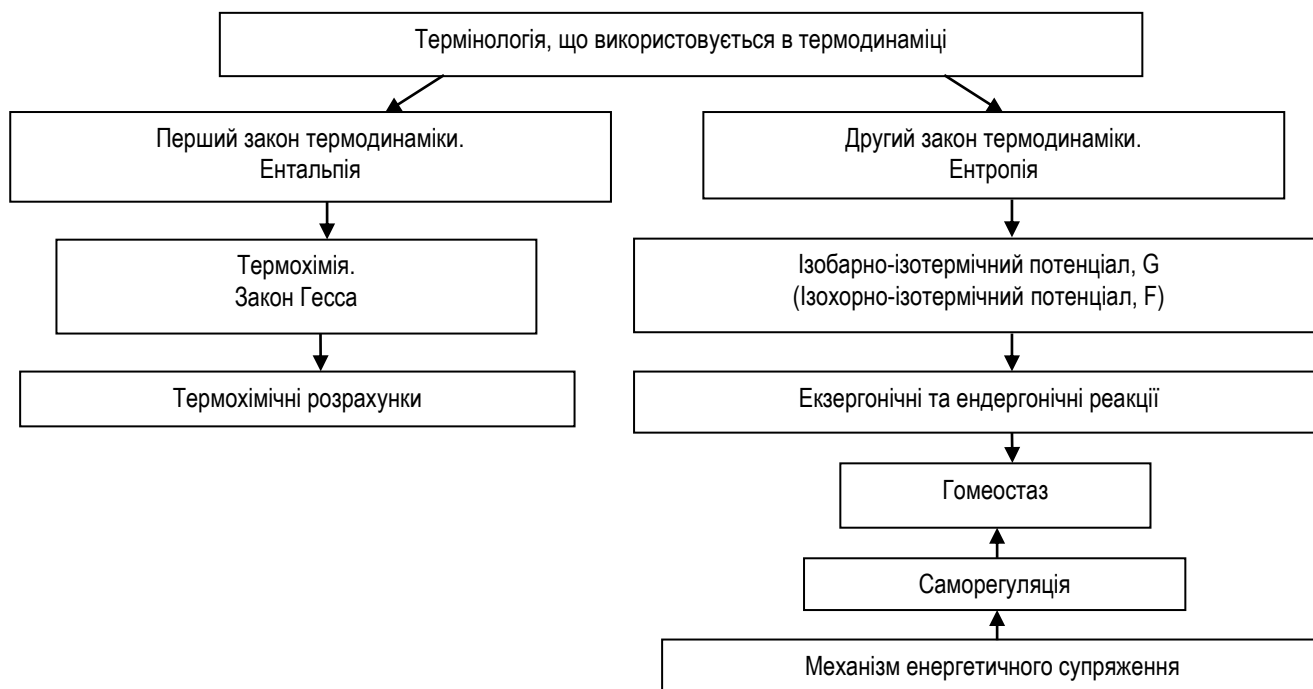 Термінологія, що використовується в термодинаміці
Перший закон термодинаміки.
Ентальпія
Другий закон термодинаміки.
Ентропія
Термохімія.
Закон Гесса
Ізобарно-ізотермічний потенціал, G
(Ізохорно-ізотермічний потенціал, F)
Термохімічні розрахунки
Екзергонічні та ендергонічні реакції
Гомеостаз
Саморегуляція
Механізм енергетичного супряження